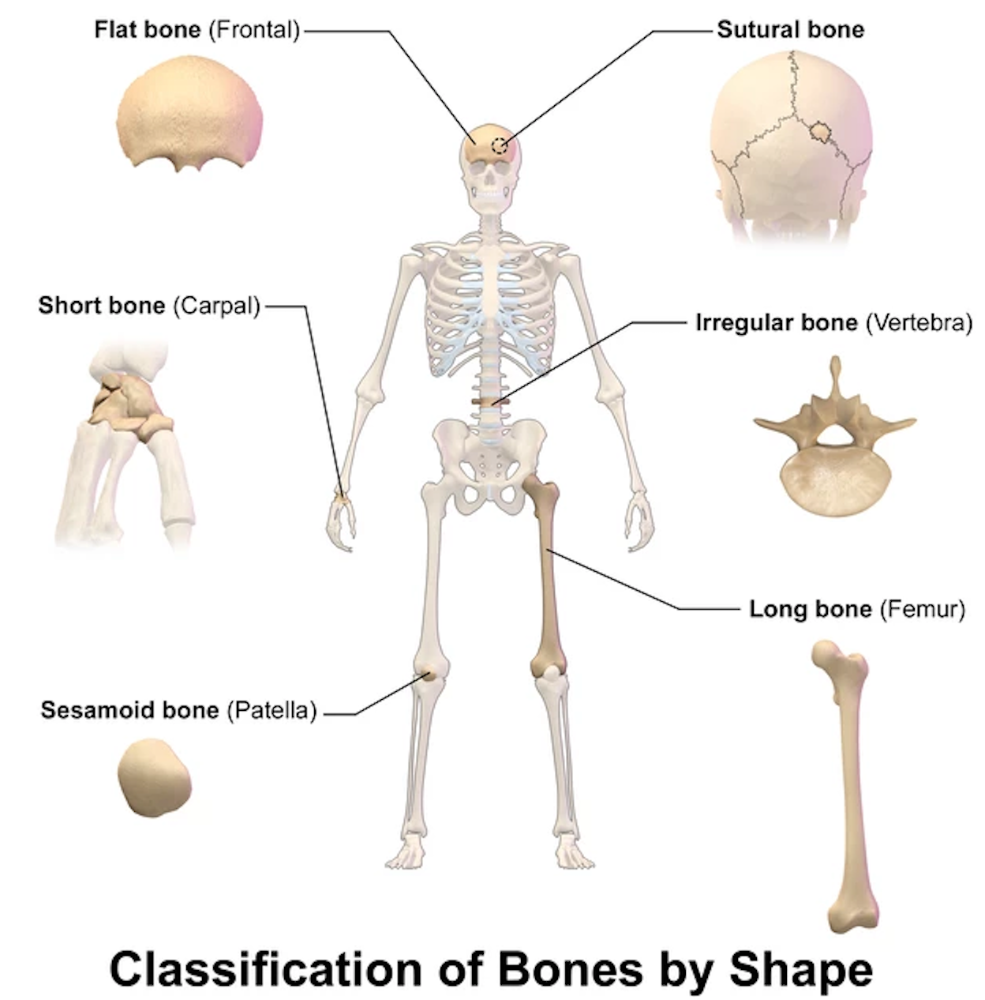 Flat bone (Frontal)
Sutural bone
Short bone (Carpal)
Irregular bone (Vertebra)
Long bone (Femur)
Sesamoid bone (Patella)
Classification of Bones by Shape